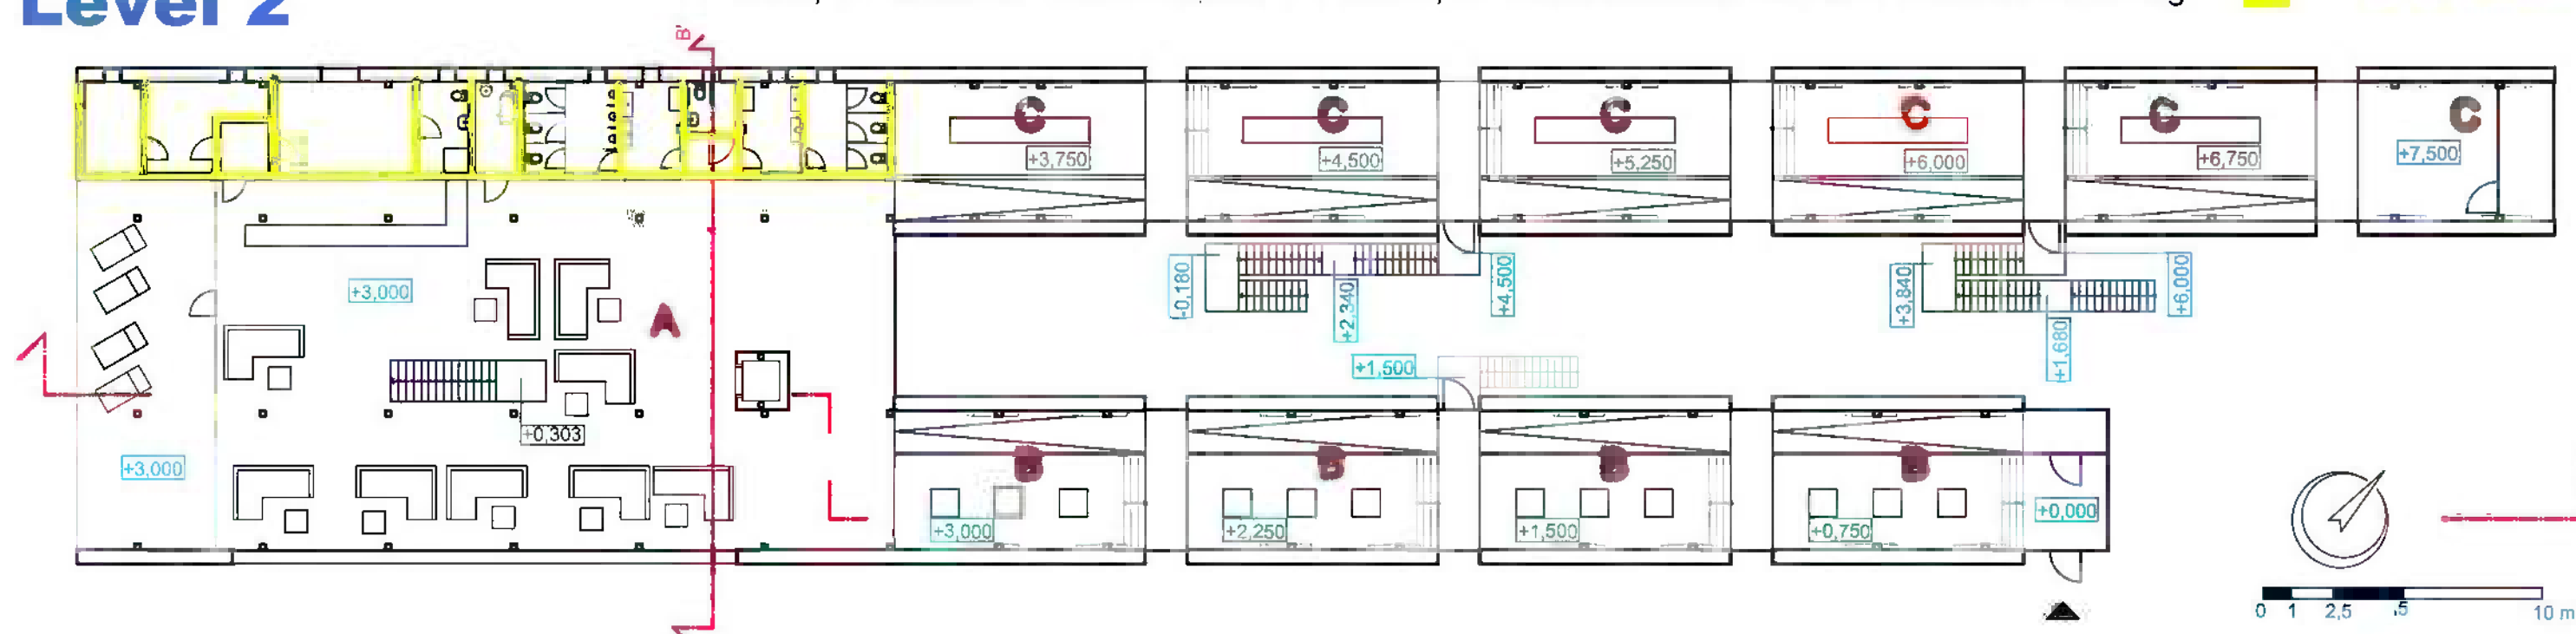 Level 2
B'
C C C C C C
+3,750 +4,500 +5,250 +6,000 +6,750 +7,500
+3,000
A
-0,180
+2,340
+4,500
+3,840
+1,680
+6,000
+1,500
+0,303
+3,000
B B B B
+3,000 +2,250 +1,500 +0,750 +0,000
0 1 2,5 ,5 10 m